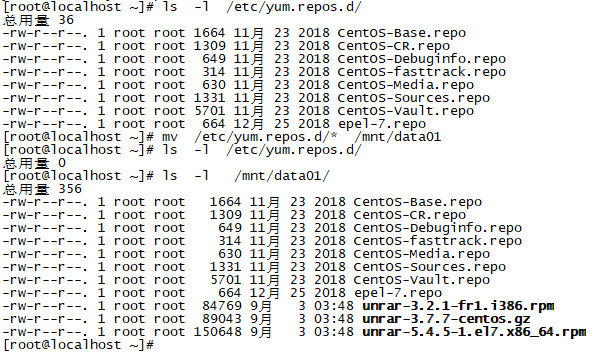 [root@localhost ~]# ls  -l  /etc/yum.repos.d/
总用量 36
-rw-r--r--. 1 root root 1664 11月 23 2018 CentOS-Base.repo
-rw-r--r--. 1 root root 1309 11月 23 2018 CentOS-CR.repo
-rw-r--r--. 1 root root  649 11月 23 2018 CentOS-Debuginfo.repo
-rw-r--r--. 1 root root  314 11月 23 2018 CentOS-fasttrack.repo
-rw-r--r--. 1 root root  630 11月 23 2018 CentOS-Media.repo
-rw-r--r--. 1 root root 1331 11月 23 2018 CentOS-Sources.repo
-rw-r--r--. 1 root root 5701 11月 23 2018 CentOS-Vault.repo
-rw-r--r--. 1 root root  664 12月 25 2018 epel-7.repo
[root@localhost ~]# mv  /etc/yum.repos.d/*  /mnt/data01
[root@localhost ~]# ls  -l  /etc/yum.repos.d/
总用量 0
[root@localhost ~]# ls  -l   /mnt/data01/
总用量 356
-rw-r--r--. 1 root root   1664 11月 23 2018 CentOS-Base.repo
-rw-r--r--. 1 root root   1309 11月 23 2018 CentOS-CR.repo
-rw-r--r--. 1 root root    649 11月 23 2018 CentOS-Debuginfo.repo
-rw-r--r--. 1 root root    314 11月 23 2018 CentOS-fasttrack.repo
-rw-r--r--. 1 root root    630 11月 23 2018 CentOS-Media.repo
-rw-r--r--. 1 root root   1331 11月 23 2018 CentOS-Sources.repo
-rw-r--r--. 1 root root   5701 11月 23 2018 CentOS-Vault.repo
-rw-r--r--. 1 root root    664 12月 25 2018 epel-7.repo
-rw-r--r--. 1 root root  84769 9月   3 03:48 unrar-3.2.1-fr1.i386.rpm
-rw-r--r--. 1 root root  89043 9月   3 03:48 unrar-3.7.7-centos.gz
-rw-r--r--. 1 root root 150648 9月   3 03:48 unrar-5.4.5-1.el7.x86_64.rpm
[root@localhost ~]#